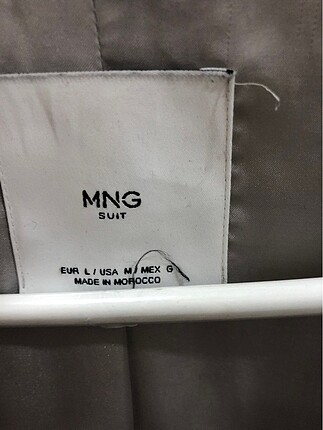 MNG
SUIT
EUR L / USA M / MEX G
MADE IN MOROCCO